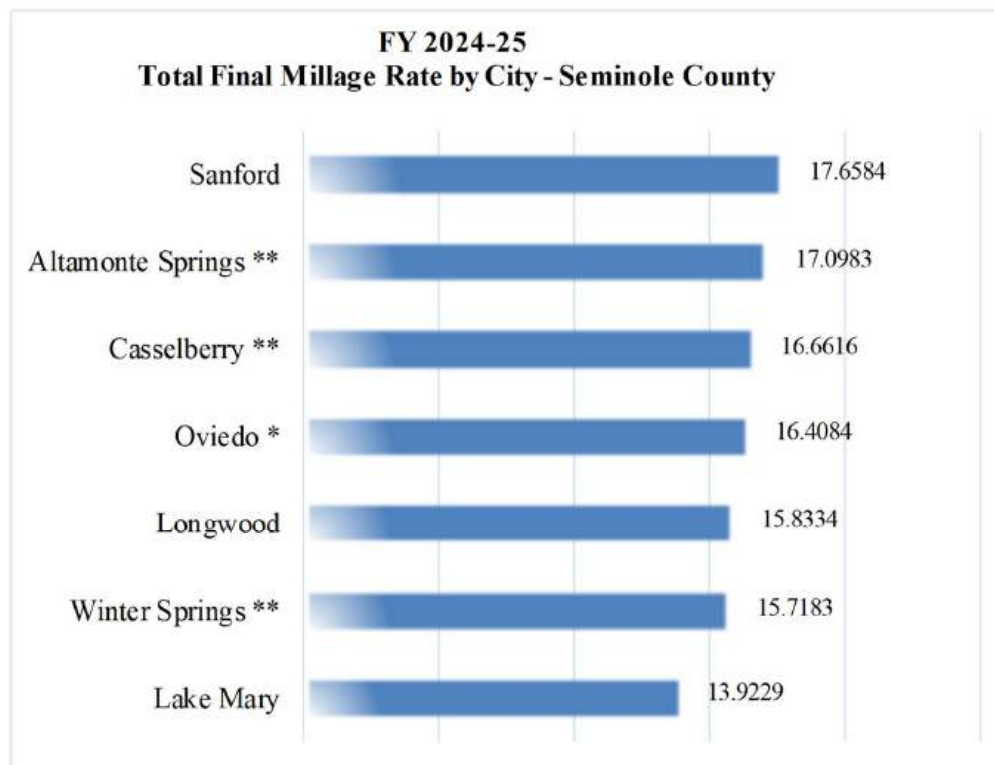 FY 2024-25
Total Final Millage Rate by City - Seminole County
Sanford 17.6584
Altamonte Springs ** 17.0983
Casselberry ** 16.6616
Oviedo * 16.4084
Longwood 15.8334
Winter Springs ** 15.7183
Lake Mary 13.9229